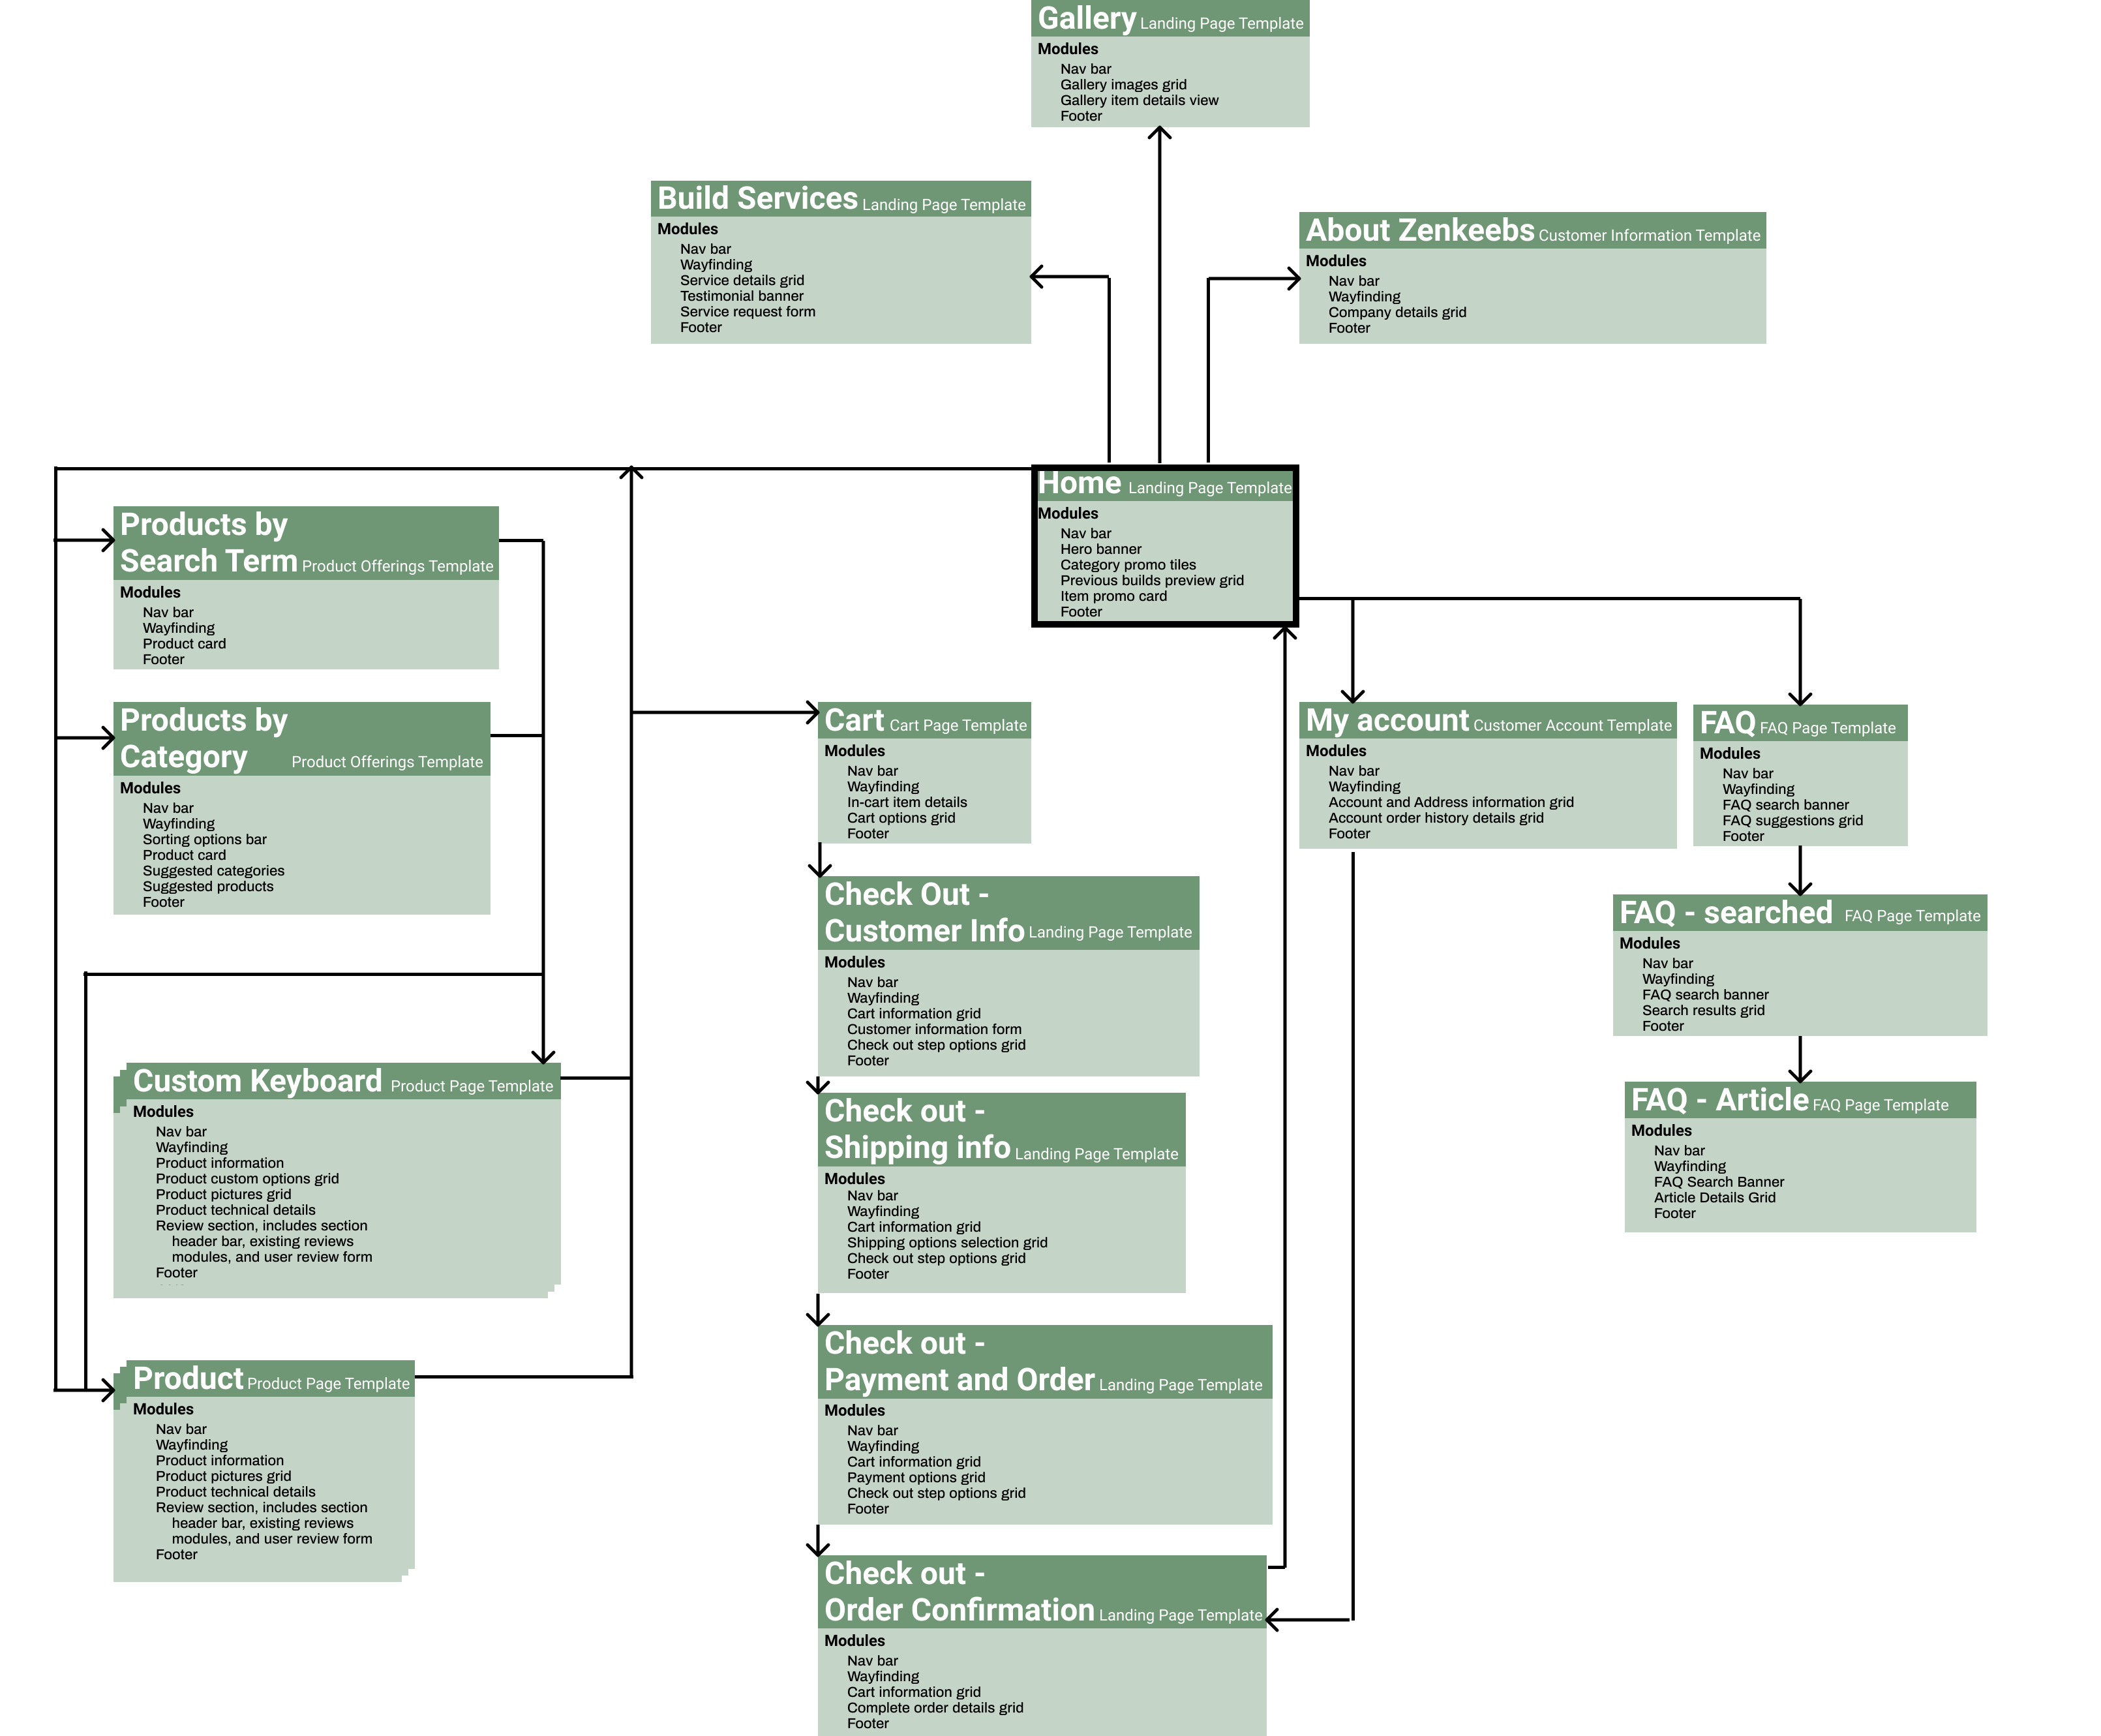 Gallery Landing Page Template
Modules
Nav bar
Gallery images grid
Gallery item details view
Footer
Build Services Landing Page Template
Modules
Nav bar
Wayfinding
Service details grid
Testimonial banner
Service request form
Footer
About Zenkeebs Customer Information Template
Modules
Nav bar
Wayfinding
Company details grid
Footer
Home Landing Page Template
Modules
Nav bar
Hero banner
Category promo tiles
Previous builds preview grid
Item promo card
Footer
Products by
Search Term Product Offerings Template
Modules
Nav bar
Wayfinding
Product card
Footer
Products by
Category Product Offerings Template
Modules
Nav bar
Wayfinding
Sorting options bar
Product card
Suggested categories
Suggested products
Footer
Custom Keyboard Product Page Template
Modules
Nav bar
Wayfinding
Product information
Product custom options grid
Product pictures grid
Product technical details
Review section, includes section
header bar, existing reviews
modules, and user review form
Footer
Product Product Page Template
Modules
Nav bar
Wayfinding
Product information
Product pictures grid
Product technical details
Review section, includes section
header bar, existing reviews
modules, and user review form
Footer
Cart Cart Page Template
Modules
Nav bar
Wayfinding
In-cart item details
Cart options grid
Footer
Check Out -
Customer Info Landing Page Template
Modules
Nav bar
Wayfinding
Cart information grid
Customer information form
Check out step options grid
Footer
Check out -
Shipping info Landing Page Template
Modules
Nav bar
Wayfinding
Cart information grid
Shipping options selection grid
Check out step options grid
Footer
Check out -
Payment and Order Landing Page Template
Modules
Nav bar
Wayfinding
Cart information grid
Payment options grid
Check out step options grid
Footer
Check out -
Order Confirmation Landing Page Template
Modules
Nav bar
Wayfinding
Cart information grid
Complete order details grid
Footer
My account Customer Account Template
Modules
Nav bar
Wayfinding
Account and Address information grid
Account order history details grid
Footer
FAQ FAQ Page Template
Modules
Nav bar
Wayfinding
FAQ search banner
FAQ suggestions grid
Footer
FAQ - searched FAQ Page Template
Modules
Nav bar
Wayfinding
FAQ search banner
Search results grid
Footer
FAQ - Article FAQ Page Template
Modules
Nav bar
Wayfinding
FAQ Search Banner
Article Details Grid
Footer